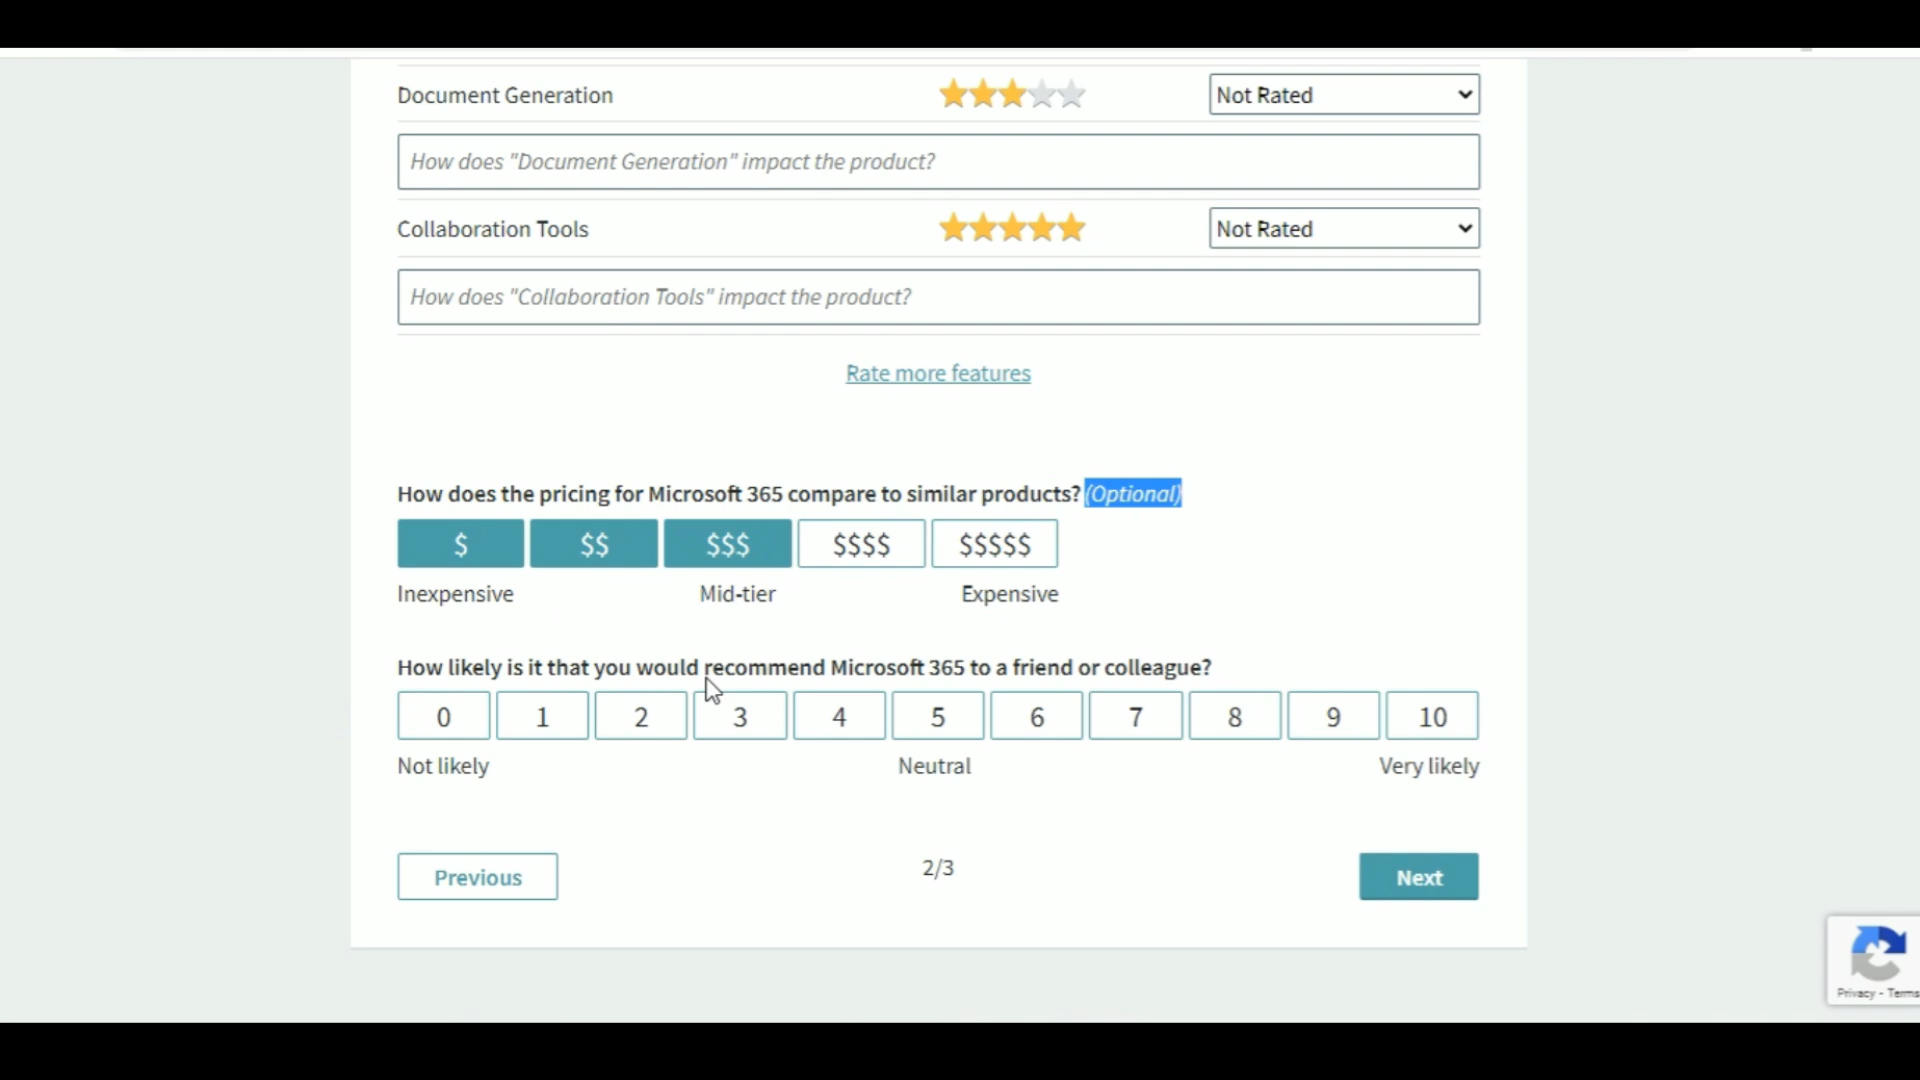 Document Generation Not Rated
How does "Document Generation" impact the product?
Collaboration Tools Not Rated
How does "Collaboration Tools" impact the product?
Rate more features
How does the pricing for Microsoft 365 compare to similar products? (Optional)
$ $$ $$$ $$$$ $$$$$
Inexpensive Mid-tier Expensive
How likely is it that you would recommend Microsoft 365 to a friend or colleague?
0 1 2 3 4 5 6 7 8 9 10
Not likely Neutral Very likely
Previous 2/3 Next
Privacy - Terms